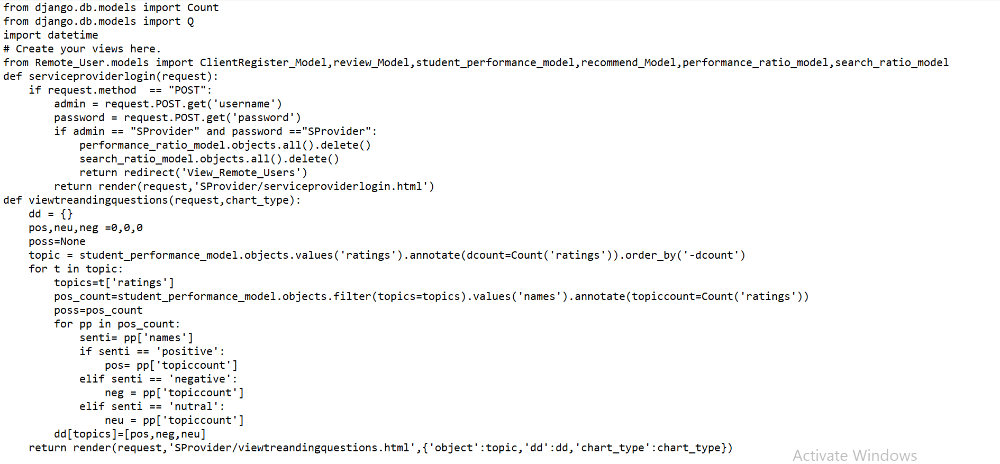 from django.db.models import Count
from django.db.models import Q
import datetime
# Create your views here.
from Remote_User.models import ClientRegister_Model,review_Model,student_performance_model,recommend_Model,performance_ratio_model,search_ratio_model
def serviceproviderlogin(request):
    if request.method  == "POST":
        admin = request.POST.get('username')
        password = request.POST.get('password')
        if admin == "SProvider" and password =="SProvider":
            performance_ratio_model.objects.all().delete()
            search_ratio_model.objects.all().delete()
            return redirect('View_Remote_Users')
        return render(request,'SProvider/serviceproviderlogin.html')
def viewtreandingquestions(request,chart_type):
    dd = {}
    pos,neu,neg =0,0,0
    poss=None
    topic = student_performance_model.objects.values('ratings').annotate(dcount=Count('ratings')).order_by('-dcount')
    for t in topic:
        topics=t['ratings']
        pos_count=student_performance_model.objects.filter(topics=topics).values('names').annotate(topiccount=Count('ratings'))
        poss=pos_count
        for pp in pos_count:
            senti= pp['names']
            if senti == 'positive':
                pos= pp['topiccount']
            elif senti == 'negative':
                neg = pp['topiccount']
            elif senti == 'nutral':
                neu = pp['topiccount']
        dd[topics]=[pos,neg,neu]
    return render(request,'SProvider/viewtreandingquestions.html',{'object':topic,'dd':dd,'chart_type':chart_type})
Activate Windows